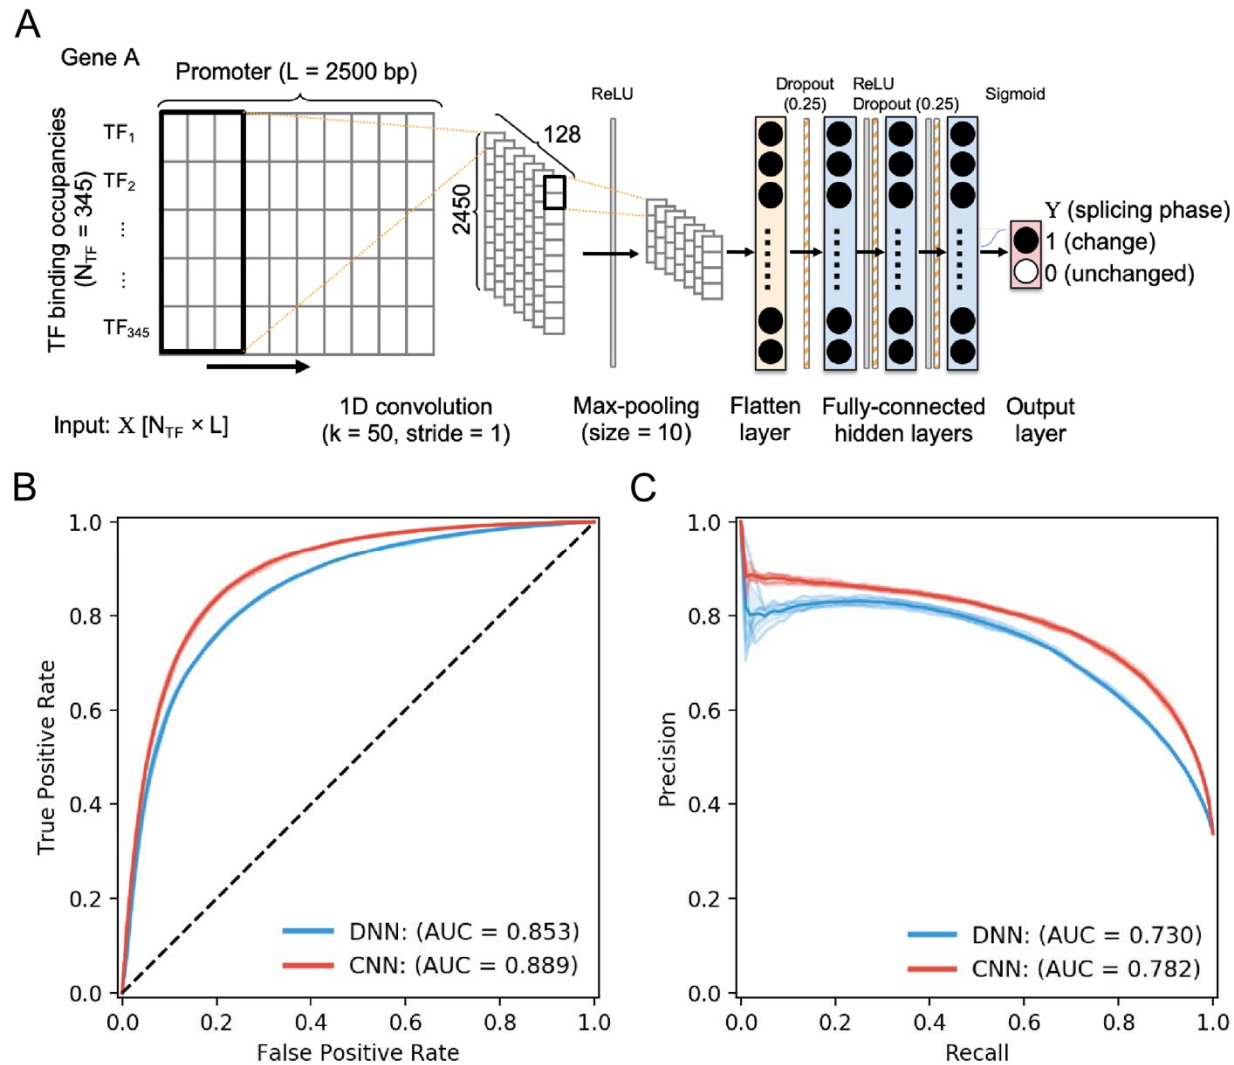 A
Gene A
Promoter (L = 2500 bp)
TF binding occupancies
(N_TF = 345)
TF1
TF2
⋮
⋮
TF345
2450
128
ReLU
Dropout
(0.25)
ReLU
Dropout (0.25)
Sigmoid
Y (splicing phase)
1 (change)
0 (unchanged)
Input: X [N_TF × L]
1D convolution
(k = 50, stride = 1)
Max-pooling
(size = 10)
Flatten
layer
Fully-connected
hidden layers
Output
layer
B
True Positive Rate
1.0
0.8
0.6
0.4
0.2
0.0
DNN: (AUC = 0.853)
CNN: (AUC = 0.889)
0.0 0.2 0.4 0.6 0.8 1.0
False Positive Rate
C
Precision
1.0
0.8
0.6
0.4
0.2
0.0
DNN: (AUC = 0.730)
CNN: (AUC = 0.782)
0.0 0.2 0.4 0.6 0.8 1.0
Recall